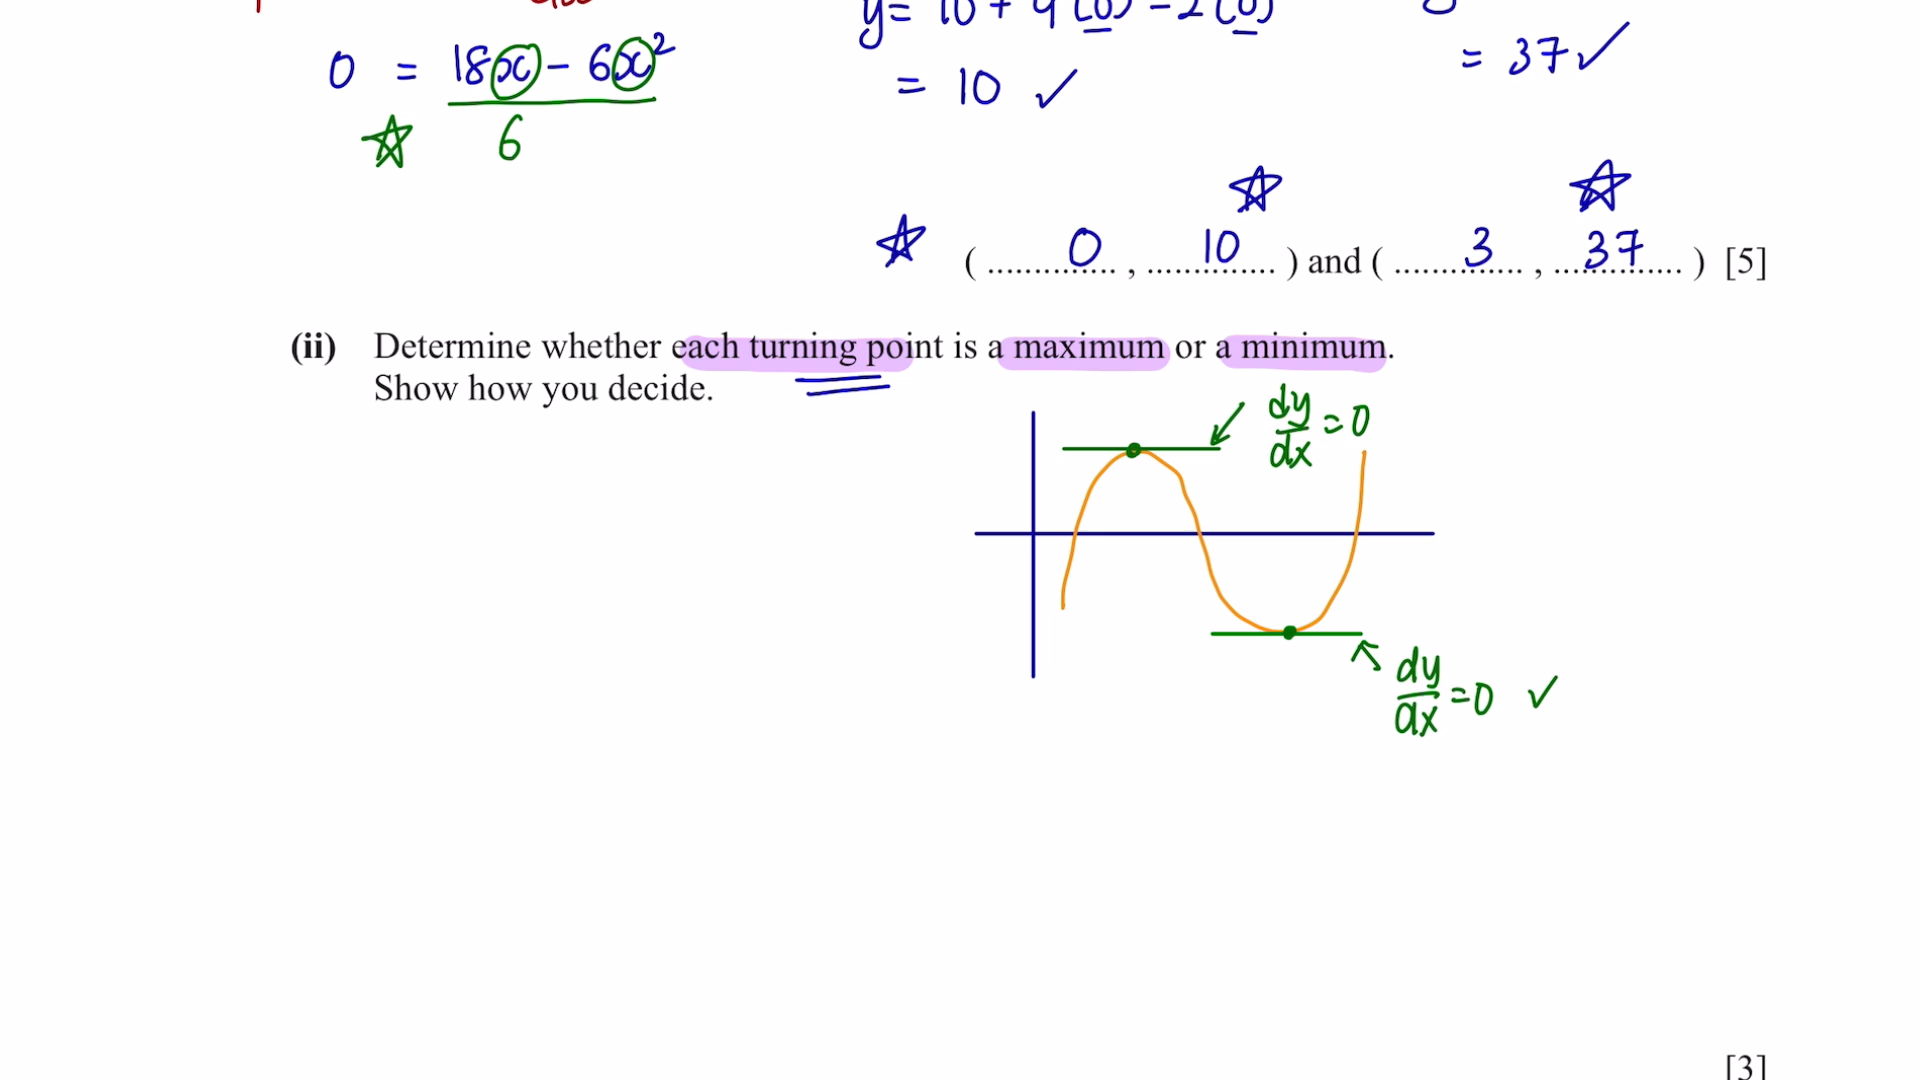 y = 10 + 9(0) - 2(0)
= 37 ✓
0 = 18x - 6x²
6
= 10 ✓
( .......0......., .......10....... ) and ( .......3......., .......37....... ) [5]
(ii) Determine whether each turning point is a maximum or a minimum.
Show how you decide.
dy/dx = 0
dy/dx = 0 ✓
[3]